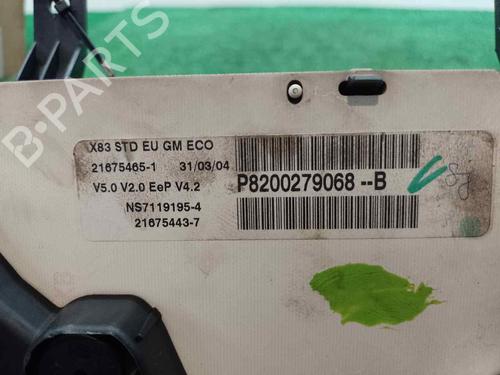 B-PARTS
X83 STD EU GM ECO
21675465-1 31/03/04
V5.0 V2.0 EeP V4.2
P8200279068--B
NS7119195-4
21675443-7